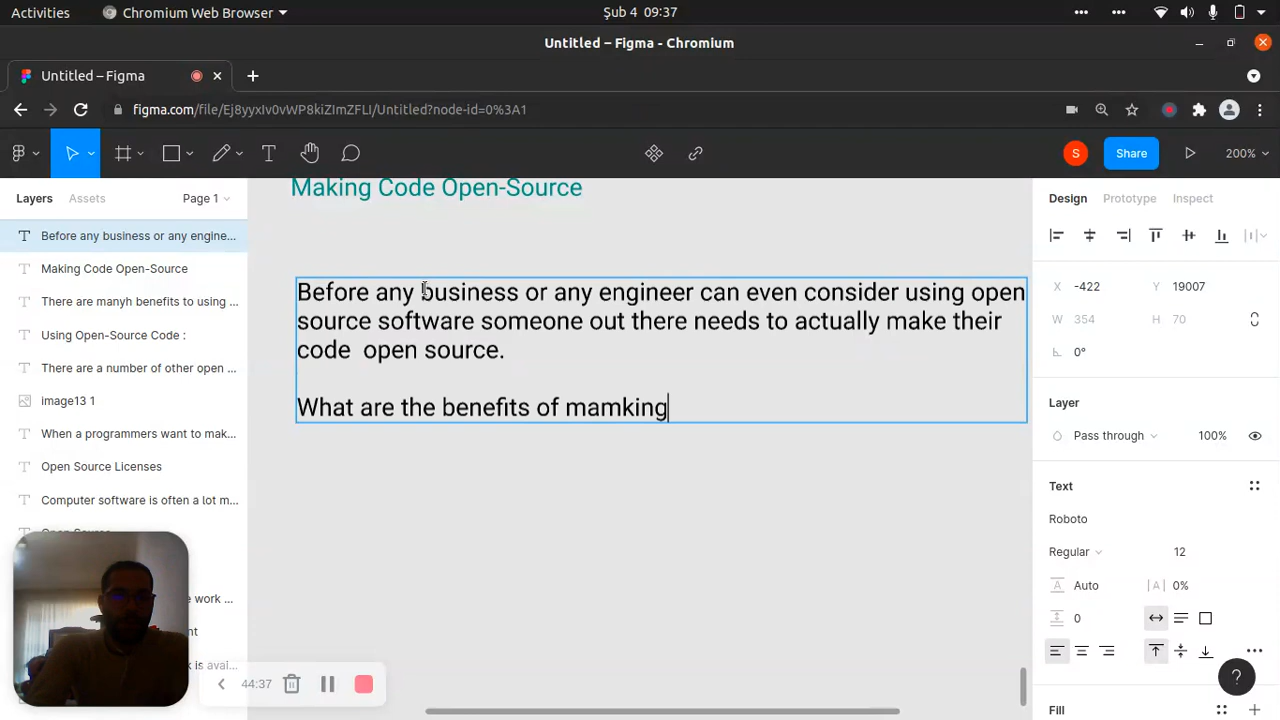 Activities
Chromium Web Browser
Şub 4 09:37
Untitled – Figma - Chromium
Untitled – Figma
figma.com/file/Ej8yyxIv0vWP8kiZImZFLI/Untitled?node-id=0%3A1
S
Share
200%
Layers
Assets
Page 1
Design
Prototype
Inspect
Making Code Open-Source
Before any business or any engine...
Making Code Open-Source
There are manyh benefits to using ...
Using Open-Source Code :
There are a number of other open ...
image13 1
When a programmers want to mak...
Open Source Licenses
Computer software is often a lot m...
Open Source
e work ...
nt
k is avai...
Before any business or any engineer can even consider using open
source software someone out there needs to actually make their
code  open source.
What are the benefits of mamking
X -422 Y 19007
W 354 H 70
0°
Layer
Pass through 100%
Text
Roboto
Regular 12
Auto |A| 0%
0
Fill
44:37
?